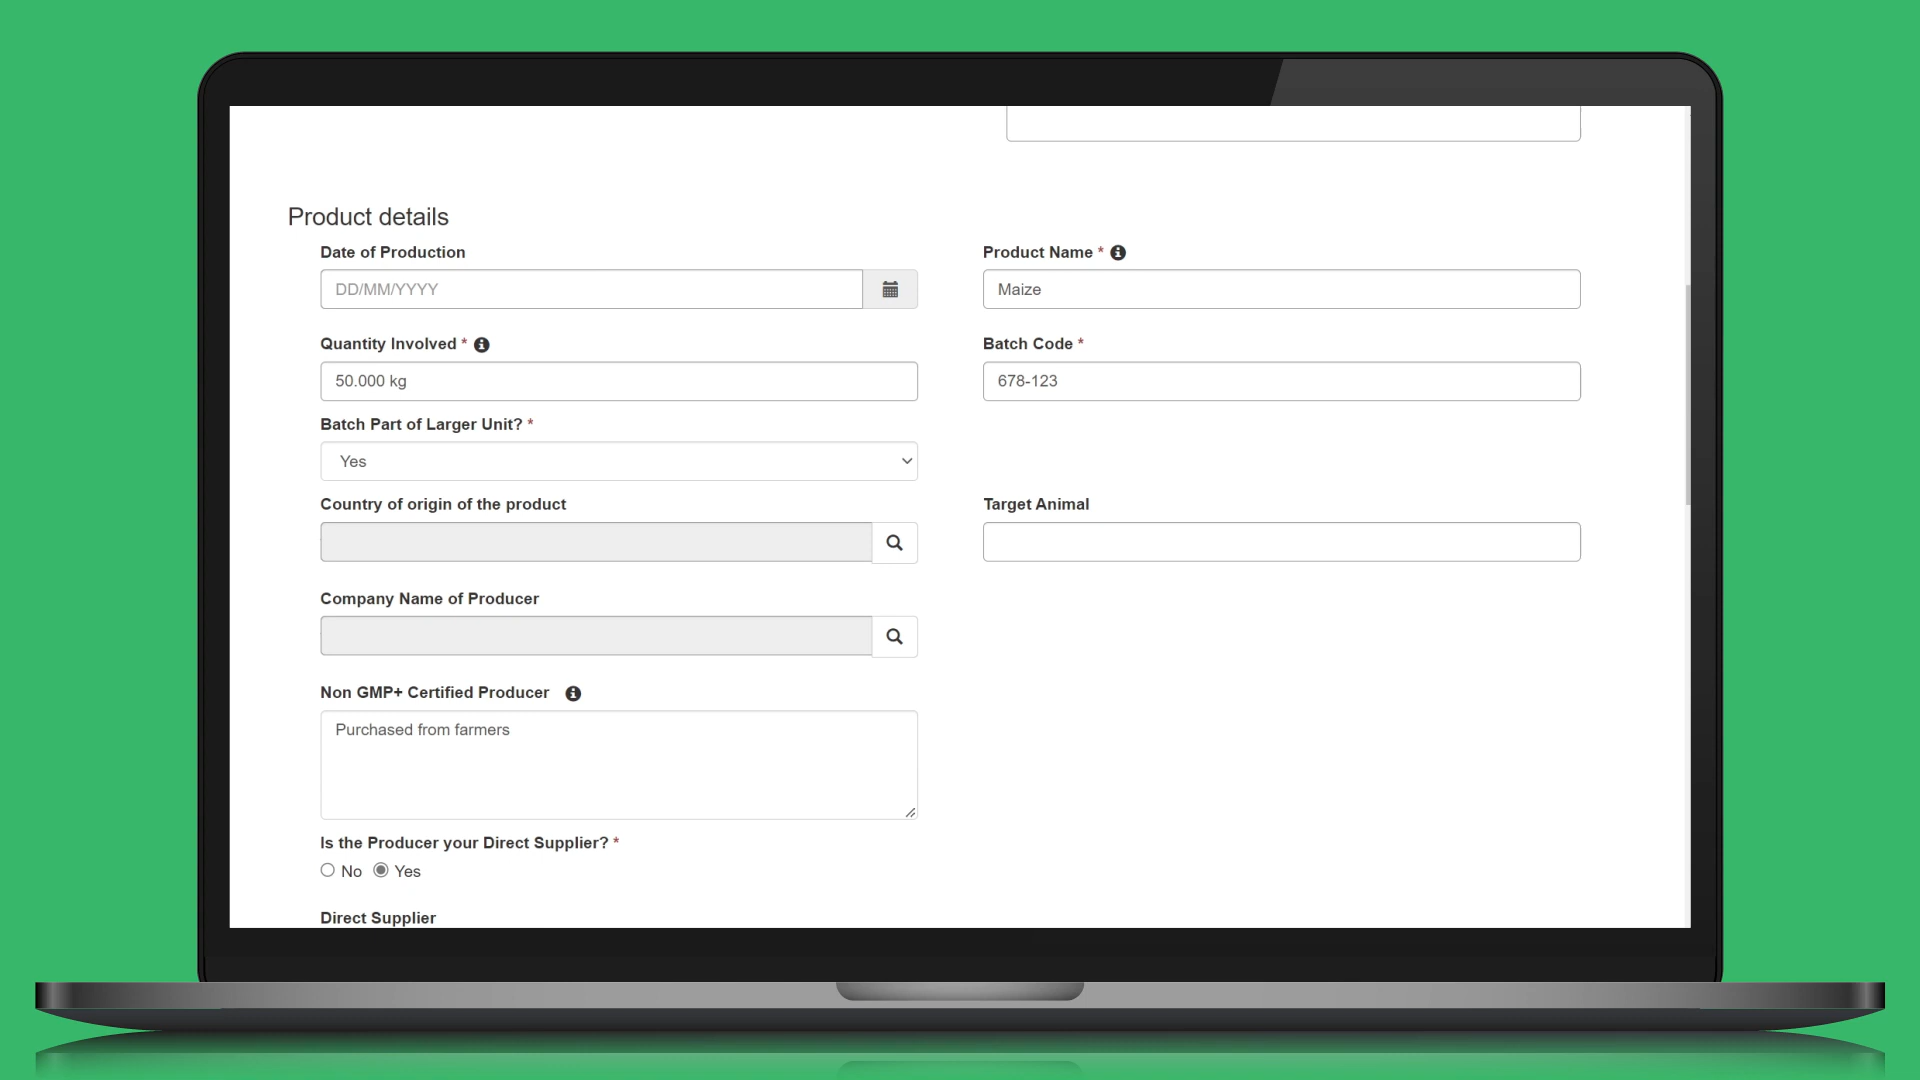 Product details
Date of Production
DD/MM/YYYY
Product Name *
Maize
Quantity Involved *
50.000 kg
Batch Code *
678-123
Batch Part of Larger Unit? *
Yes
Country of origin of the product
Target Animal
Company Name of Producer
Non GMP+ Certified Producer
Purchased from farmers
Is the Producer your Direct Supplier? *
No Yes
Direct Supplier